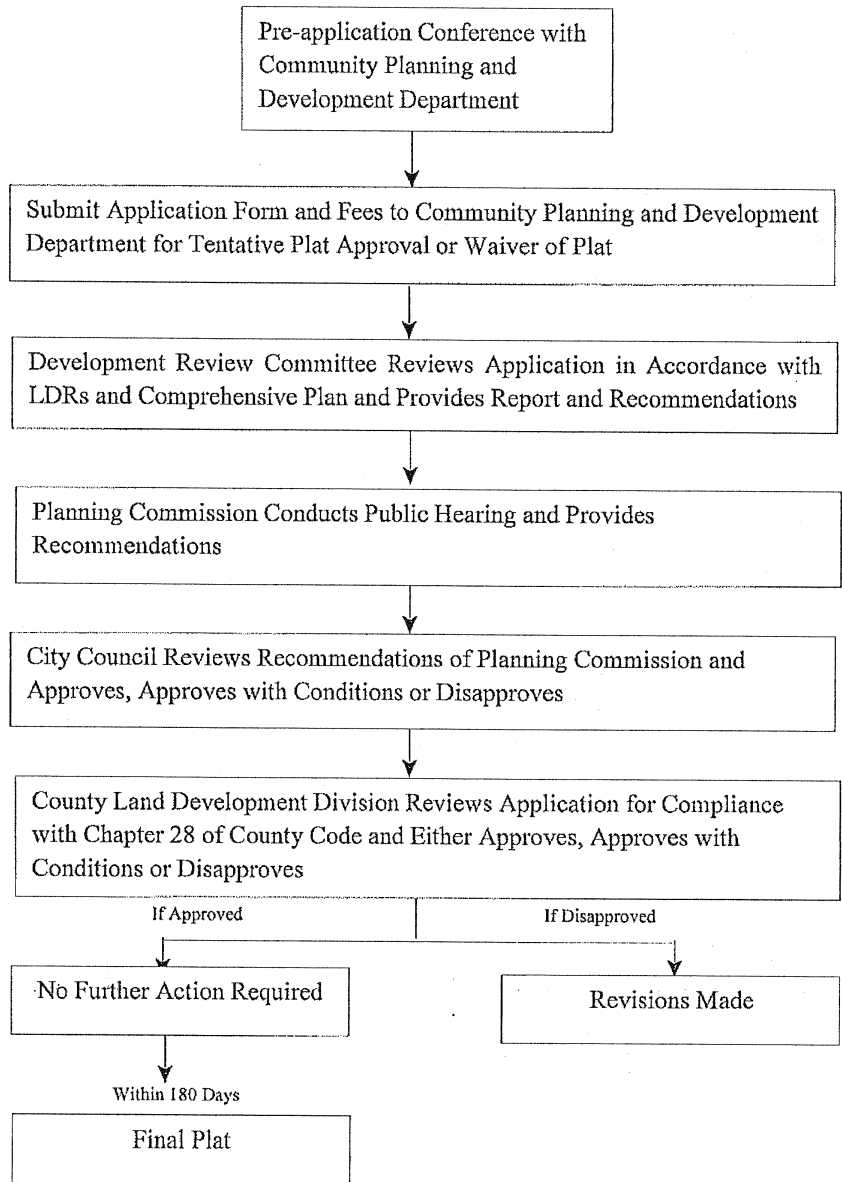 Pre-application Conference with
Community Planning and
Development Department
Submit Application Form and Fees to Community Planning and Development
Department for Tentative Plat Approval or Waiver of Plat
Development Review Committee Reviews Application in Accordance with
LDRs and Comprehensive Plan and Provides Report and Recommendations
Planning Commission Conducts Public Hearing and Provides
Recommendations
City Council Reviews Recommendations of Planning Commission and
Approves, Approves with Conditions or Disapproves
County Land Development Division Reviews Application for Compliance
with Chapter 28 of County Code and Either Approves, Approves with
Conditions or Disapproves
If Approved
If Disapproved
No Further Action Required
Revisions Made
Within 180 Days
Final Plat